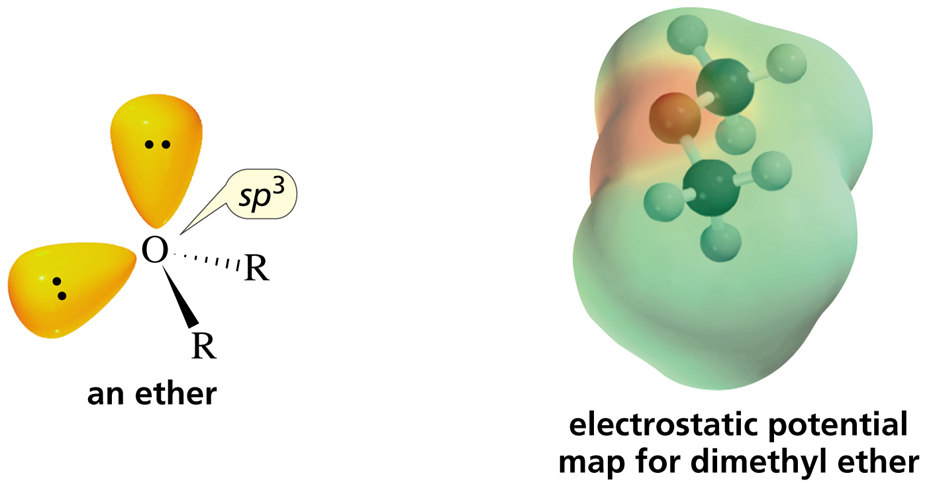 sp³
O
R
R
an ether
electrostatic potential
map for dimethyl ether